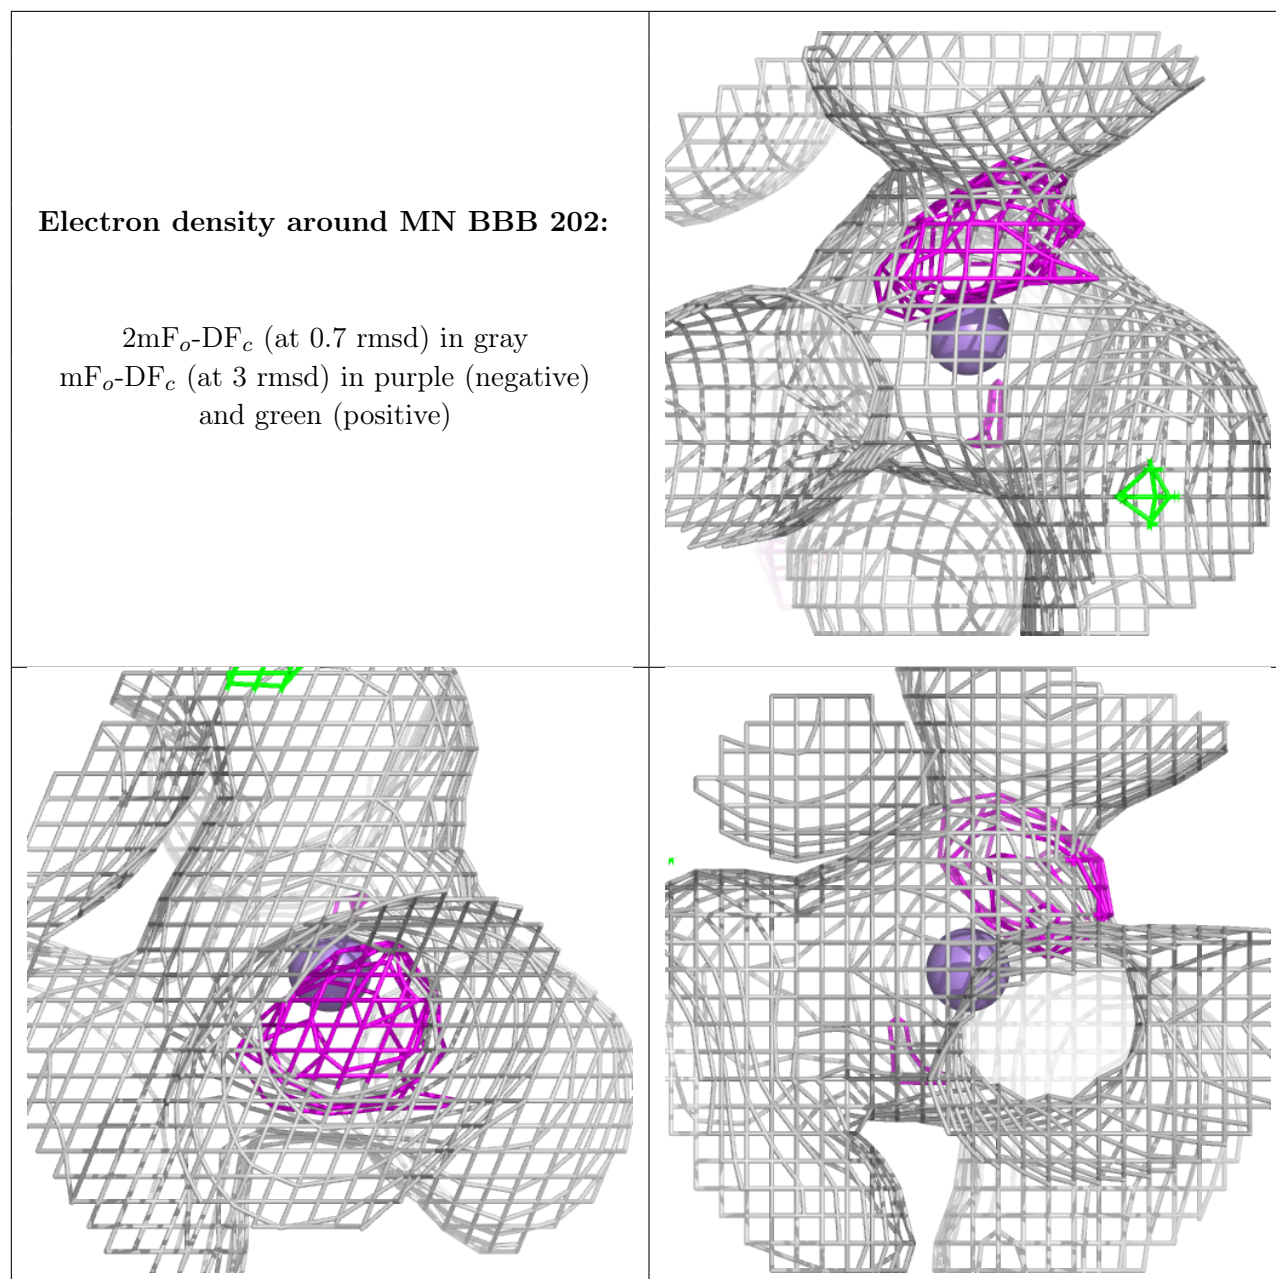 Electron density around MN BBB 202:
2mFₒ-DF𝑐 (at 0.7 rmsd) in gray
mFₒ-DF𝑐 (at 3 rmsd) in purple (negative)
and green (positive)